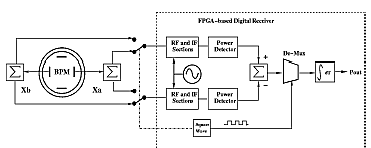 FPGA-based Digital Receiver
RF and IF
Sections
Power
Detector
De-Mux
Σ
BPM
Σ
Xb
Xa
+
Σ
−
∫ dt
Pout
RF and IF
Sections
Power
Detector
Square
Wave